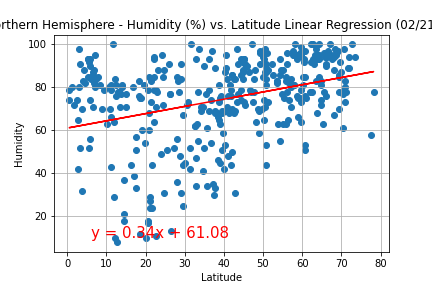 orthern Hemisphere - Humidity (%) vs. Latitude Linear Regression (02/21
100
80
60
40
20
Humidity
y = 0.34x + 61.08
0 10 20 30 40 50 60 70 80
Latitude